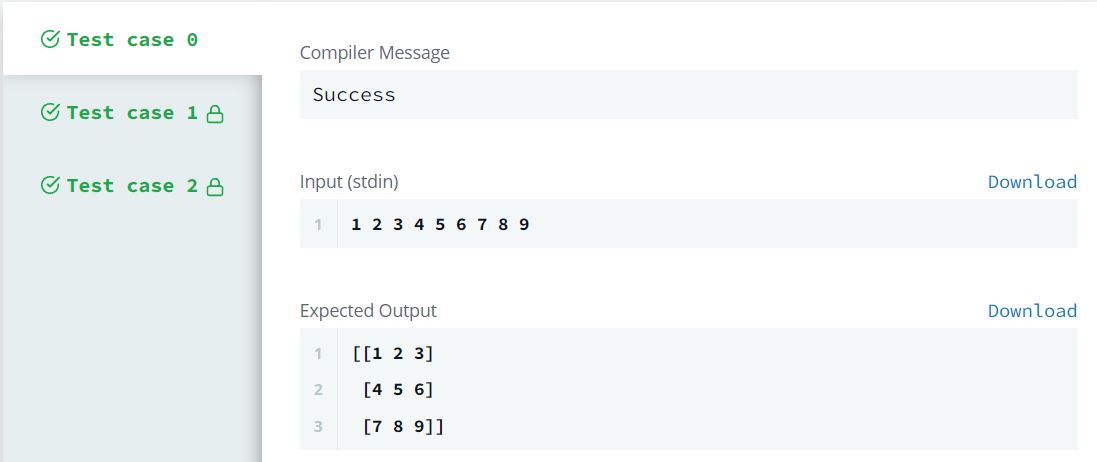 Test case 0
Test case 1
Test case 2
Compiler Message
Success
Input (stdin)
Download
1 1 2 3 4 5 6 7 8 9
Expected Output
Download
1 [[1 2 3]
2  [4 5 6]
3  [7 8 9]]